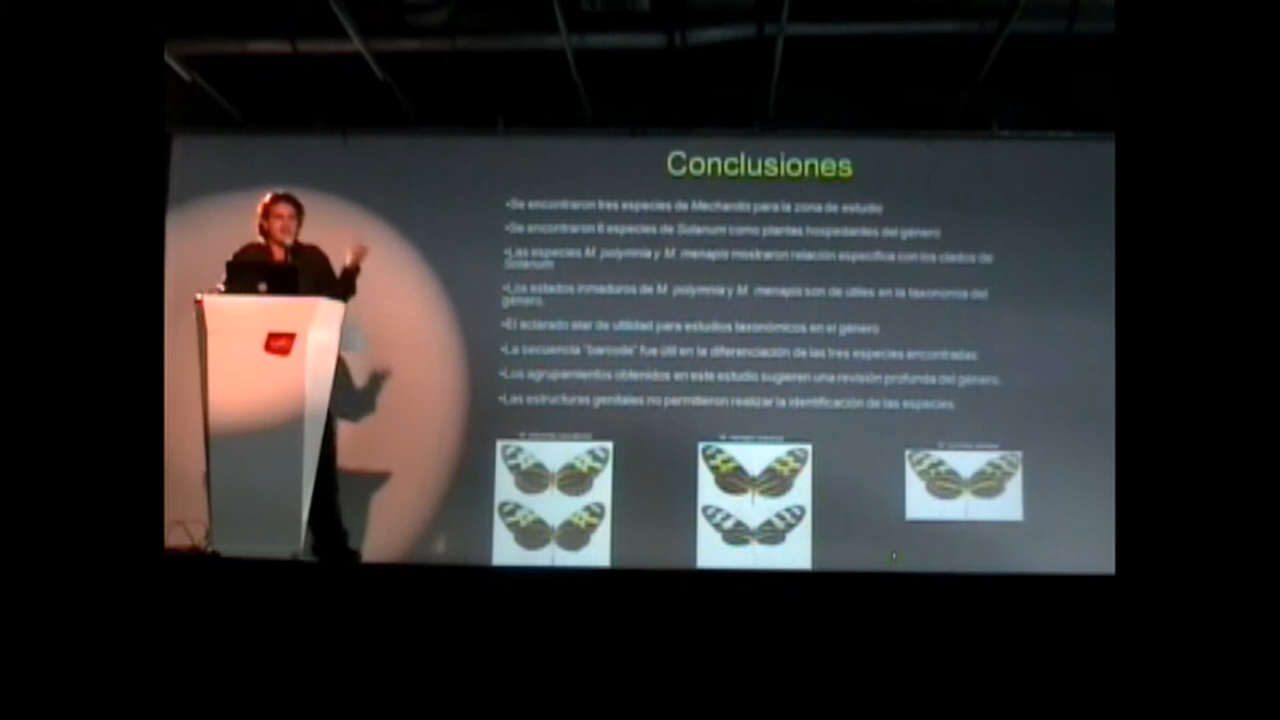 Conclusiones
•Se encontraron tres especies de Mechanitis para la zona de estudio
•Se encontraron 6 especies de Solanum como plantas hospedantes del género
•Las especies M. polymnia y M. menapis mostraron relación específica con los clados de
Solanum
•Los estados inmaduros de M. polymnia y M. menapis son de útiles en la taxonomía del
género.
•El aclarado alar de utilidad para estudios taxonómicos en el género
•La secuencia "barcode" fue útil en la diferenciación de las tres especies encontradas
•Los agrupamientos obtenidos en este estudio sugieren una revisión profunda del género.
•Las estructuras genitales no permitieron realizar la identificación de las especies.